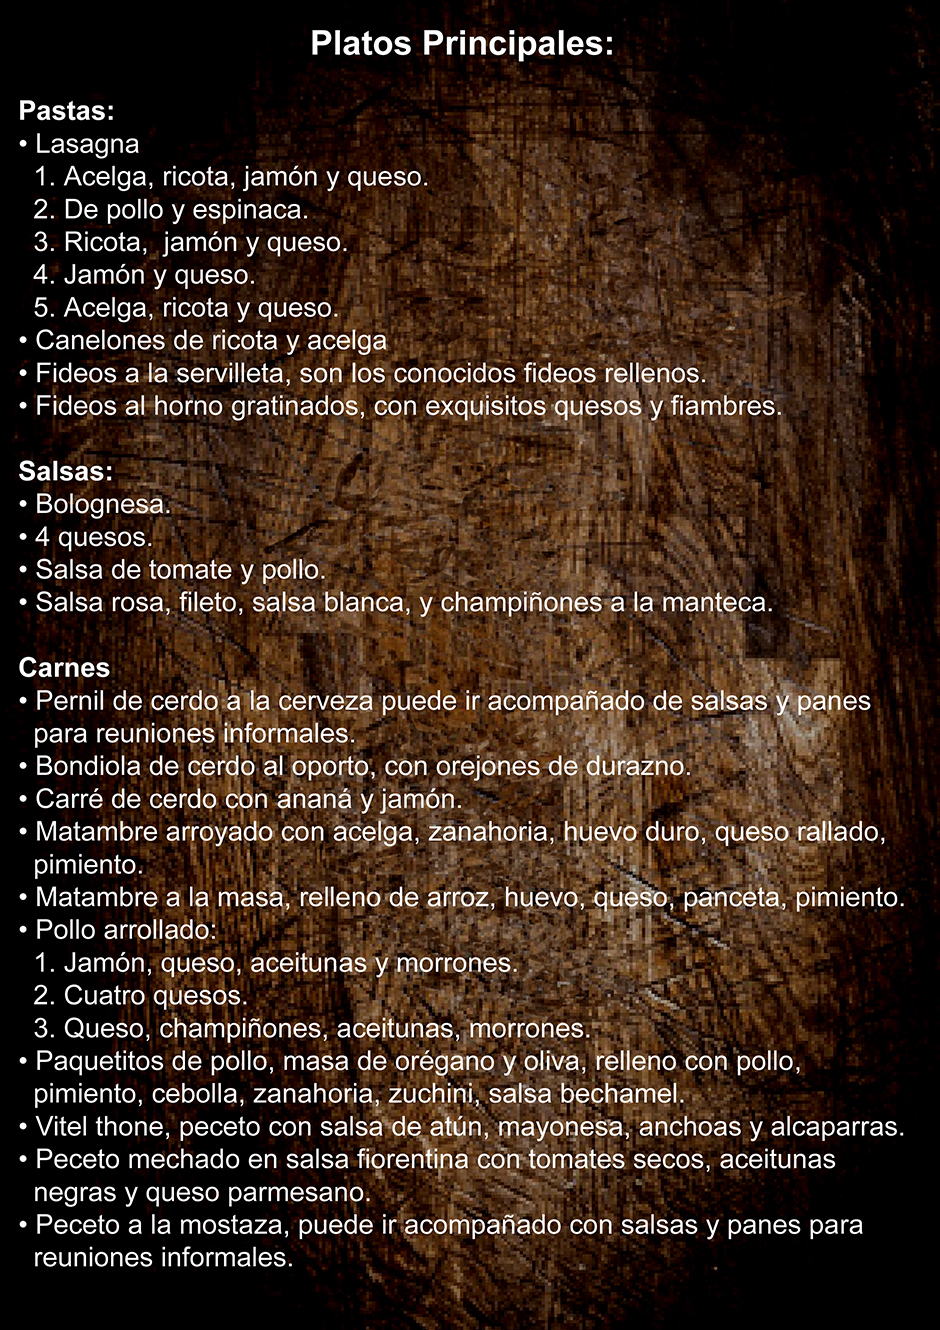 Platos Principales:
Pastas:
• Lasagna
1. Acelga, ricota, jamón y queso.
2. De pollo y espinaca.
3. Ricota,  jamón y queso.
4. Jamón y queso.
5. Acelga, ricota y queso.
• Canelones de ricota y acelga
• Fideos a la servilleta, son los conocidos fideos rellenos.
• Fideos al horno gratinados, con exquisitos quesos y fiambres.
Salsas:
• Bolognesa.
• 4 quesos.
• Salsa de tomate y pollo.
• Salsa rosa, fileto, salsa blanca, y champiñones a la manteca.
Carnes
• Pernil de cerdo a la cerveza puede ir acompañado de salsas y panes
para reuniones informales.
• Bondiola de cerdo al oporto, con orejones de durazno.
• Carré de cerdo con ananá y jamón.
• Matambre arroyado con acelga, zanahoria, huevo duro, queso rallado,
pimiento.
• Matambre a la masa, relleno de arroz, huevo, queso, panceta, pimiento.
• Pollo arrollado:
1. Jamón, queso, aceitunas y morrones.
2. Cuatro quesos.
3. Queso, champiñones, aceitunas, morrones.
• Paquetitos de pollo, masa de orégano y oliva, relleno con pollo,
pimiento, cebolla, zanahoria, zuchini, salsa bechamel.
• Vitel thone, peceto con salsa de atún, mayonesa, anchoas y alcaparras.
• Peceto mechado en salsa fiorentina con tomates secos, aceitunas
negras y queso parmesano.
• Peceto a la mostaza, puede ir acompañado con salsas y panes para
reuniones informales.